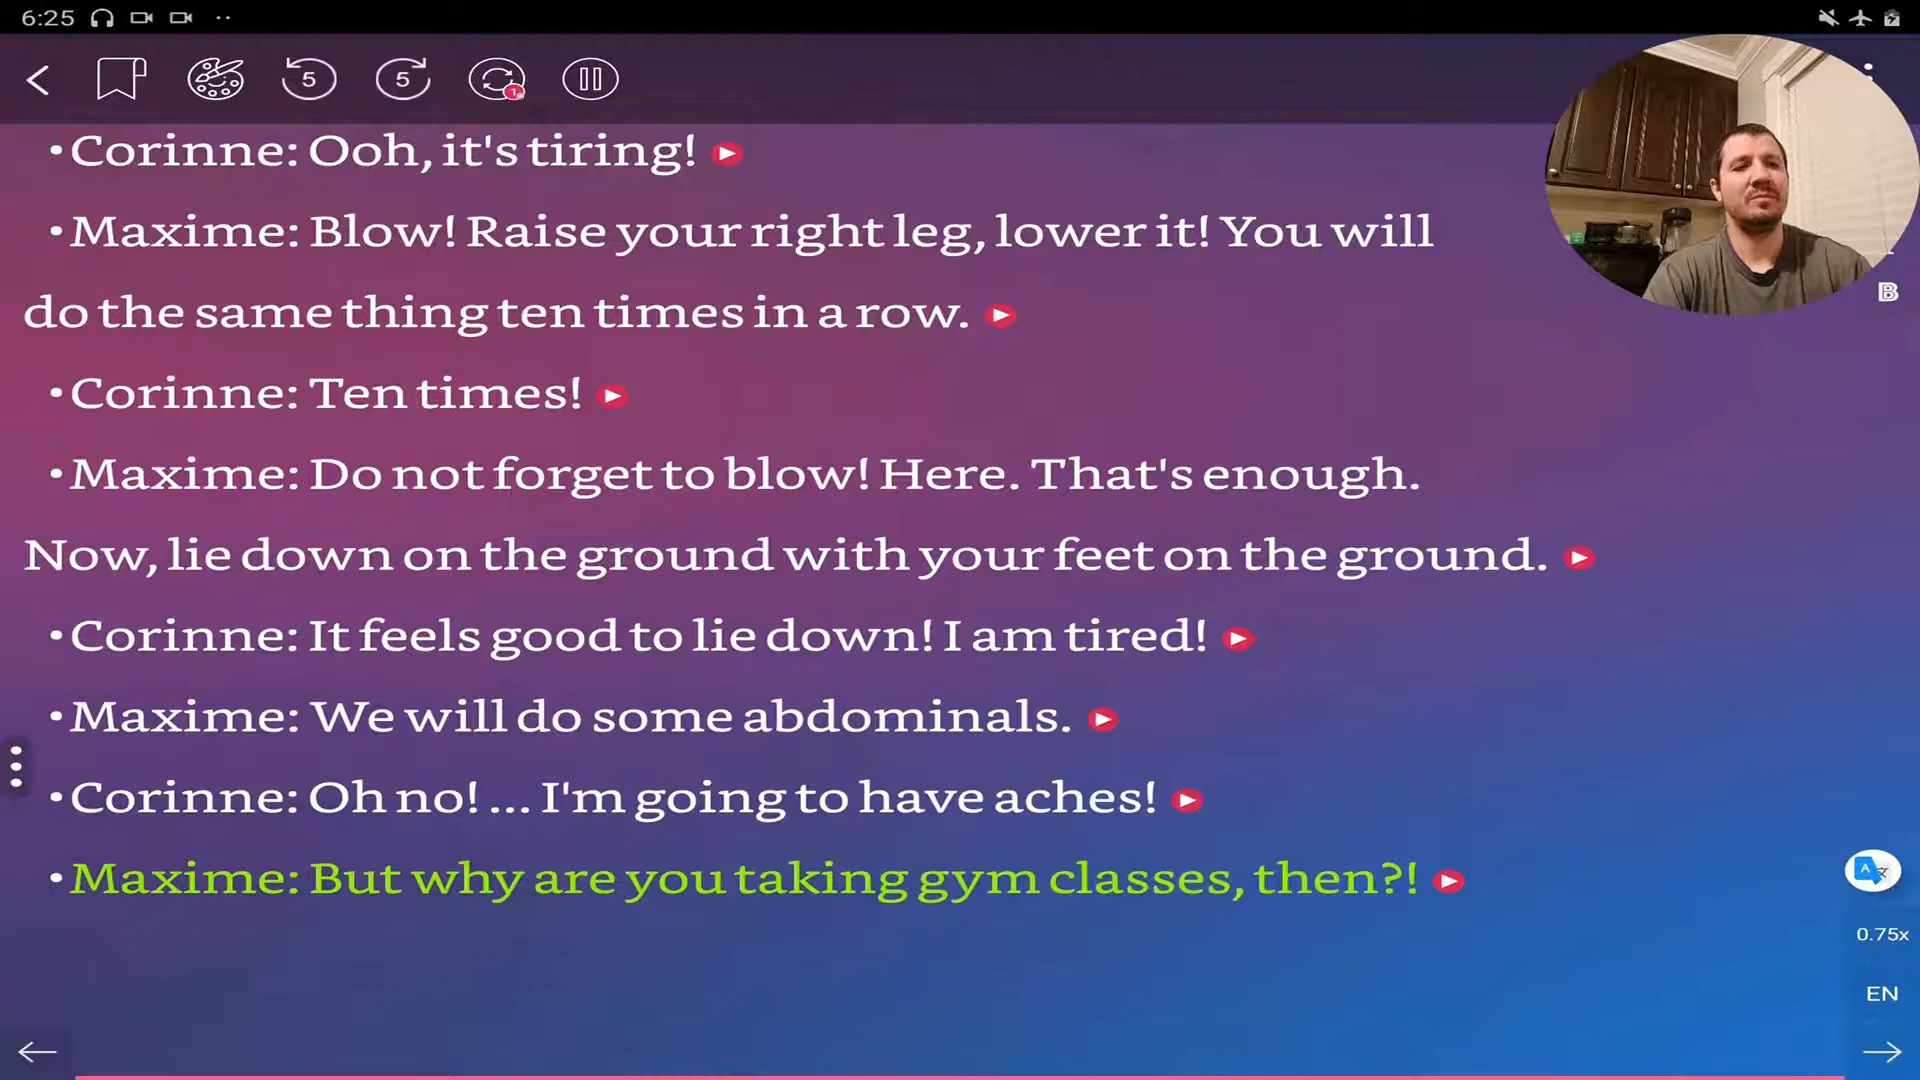 6:25
5 5 1
•Corinne: Ooh, it's tiring!
•Maxime: Blow! Raise your right leg, lower it! You will
do the same thing ten times in a row.
•Corinne: Ten times!
•Maxime: Do not forget to blow! Here. That's enough.
Now, lie down on the ground with your feet on the ground.
•Corinne: It feels good to lie down! I am tired!
•Maxime: We will do some abdominals.
•Corinne: Oh no! ... I'm going to have aches!
•Maxime: But why are you taking gym classes, then?!
B
A 文
0.75x
EN